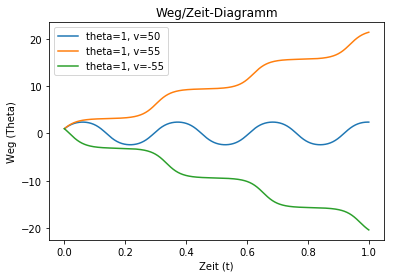 Weg/Zeit-Diagramm
theta=1, v=50
theta=1, v=55
theta=1, v=-55
Weg (Theta)
20
10
0
−10
−20
0.0 0.2 0.4 0.6 0.8 1.0
Zeit (t)